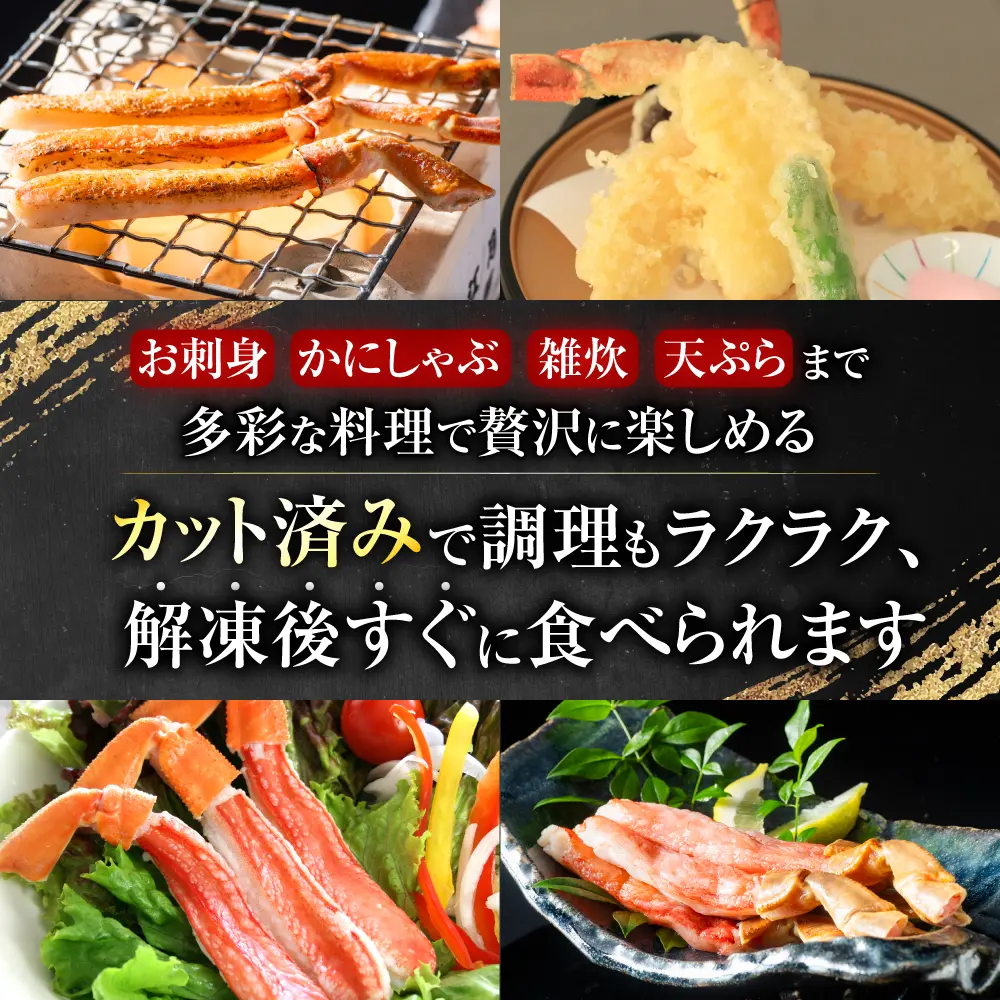 お刺身 かにしゃぶ 雑炊 天ぷら まで
多彩な料理で贅沢に楽しめる
カット済みで調理もラクラク、
解凍後すぐに食べられます